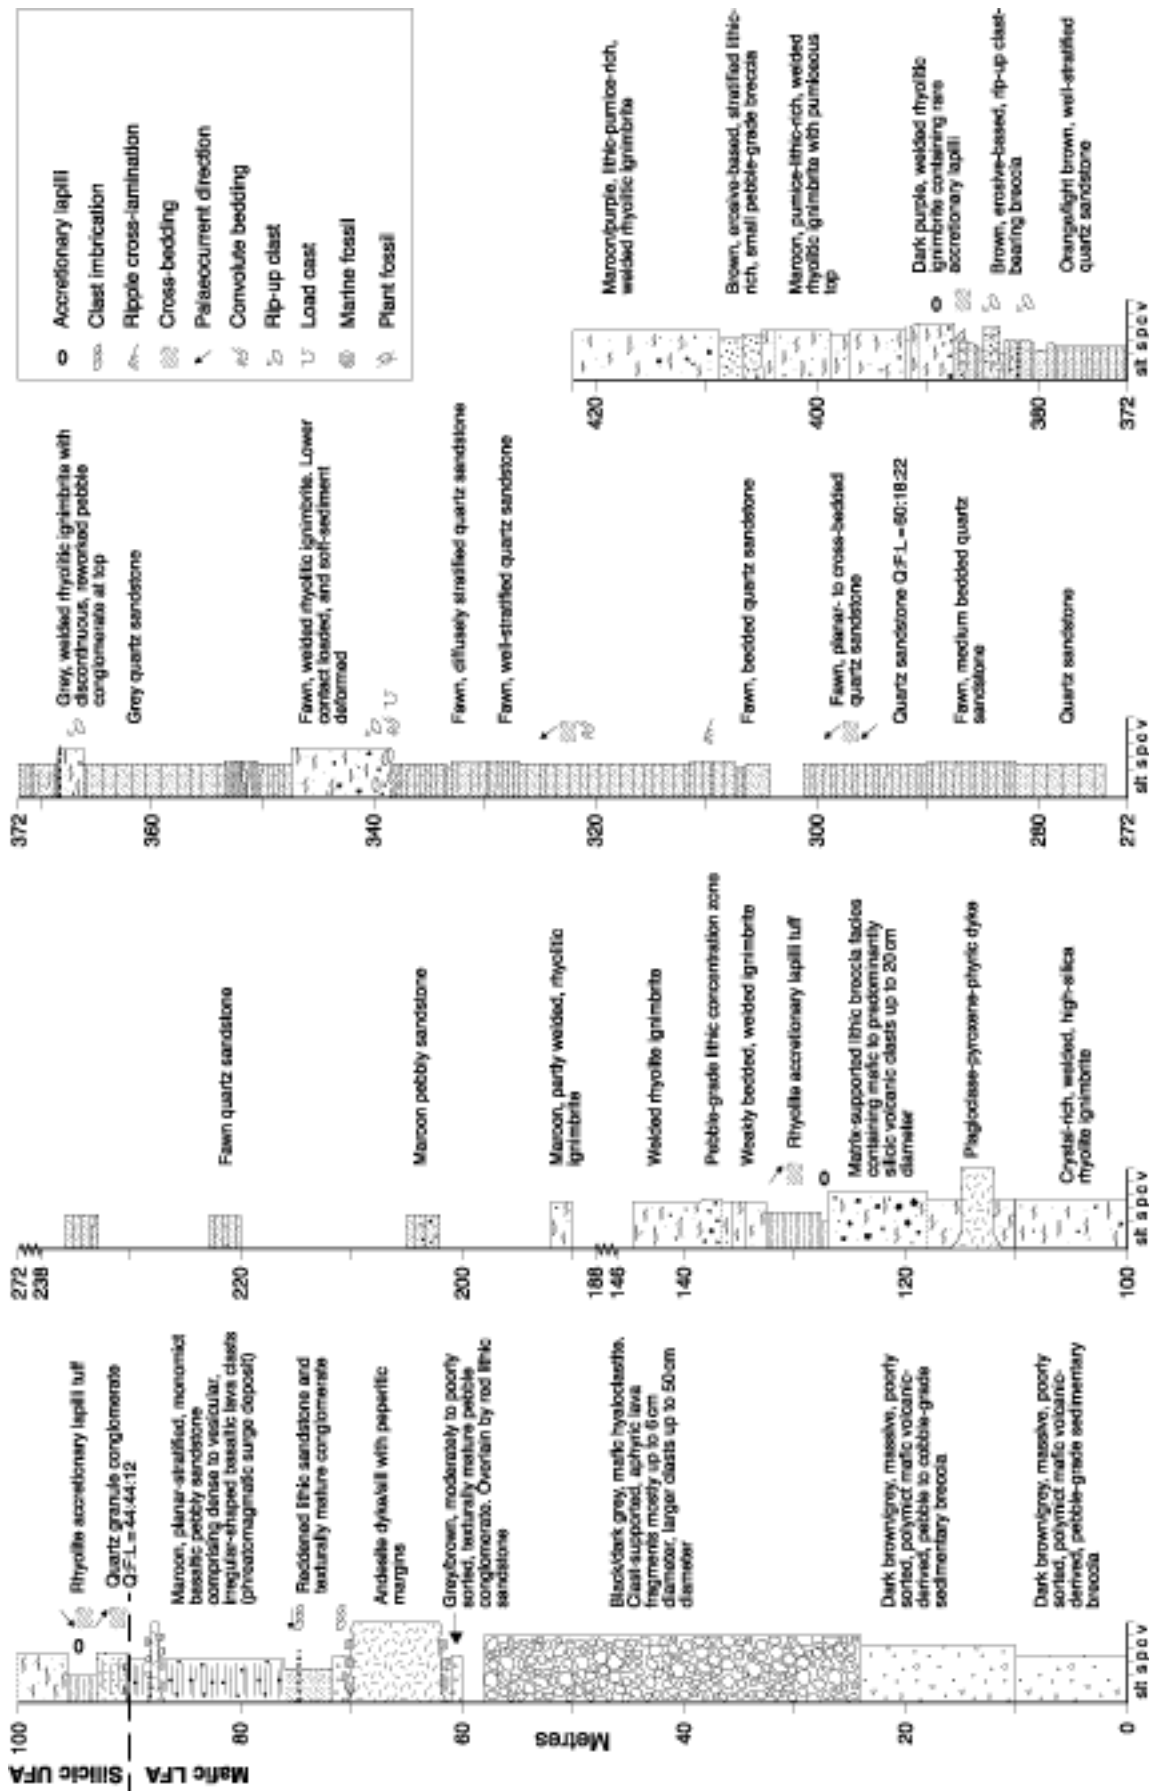 Silicic UFA
Mafic LFA
Metres
100
80
60
40
20
0
Rhyolite accretionary lapilli tuff
Quartz granule conglomerate
Q:F:L = 44:44:12
Maroon, planar-stratified, monomict
basaltic pebbly sandstone
comprising dense to vesicular,
irregular-shaped basaltic lava clasts
(phreatomagmatic surge deposit)
Reddened lithic sandstone and
texturally mature conglomerate
Andesite dyke/sill with peperitic
margins
Grey/brown, moderately to poorly
sorted, texturally mature pebble
conglomerate. Overlain by red lithic
sandstone
Black/dark grey, mafic hyaloclastite.
Clast-supported, aphyric lava
fragments mostly up to 6cm
diameter, larger clasts up to 50cm
diameter
Dark brown/grey, massive, poorly
sorted, polymict mafic volcanic-
derived, pebble to cobble-grade
sedimentary breccia
Dark brown/grey, massive, poorly
sorted, polymict mafic volcanic-
derived, pebble-grade sedimentary
breccia
slt s p c v
272
238
220
200
188
146
140
120
100
Fawn quartz sandstone
Maroon pebbly sandstone
Maroon, partly welded, rhyolitic
ignimbrite
Welded rhyolite ignimbrite
Pebble-grade lithic concentration zone
Weakly bedded, welded ignimbrite
Rhyolite accretionary lapilli tuff
Matrix-supported lithic breccia facies
containing mafic to predominantly
silicic volcanic clasts up to 20cm
diameter
Plagioclase-pyroxene-phyric dyke
Crystal-rich, welded, high-silica
rhyolite ignimbrite
slt s p c v
372
360
340
320
300
280
272
Grey, welded rhyolitic ignimbrite with
discontinuous, reworked pebble
conglomerate at top
Grey quartz sandstone
Fawn, welded rhyolitic ignimbrite. Lower
contact loaded, and soft-sediment
deformed
Fawn, diffusely stratified quartz sandstone
Fawn, well-stratified quartz sandstone
Fawn, bedded quartz sandstone
Fawn, planar- to cross-bedded
quartz sandstone
Quartz sandstone Q:F:L = 60:18:22
Fawn, medium bedded quartz
sandstone
Quartz sandstone
slt s p c v
Accretionary lapilli
Clast imbrication
Ripple cross-lamination
Cross-bedding
Palaeocurrent direction
Convolute bedding
Rip-up clast
Load cast
Marine fossil
Plant fossil
420
400
380
372
Maroon/purple, lithic-pumice-rich,
welded rhyolitic ignimbrite
Brown, erosive-based, stratified lithic-
rich, small pebble-grade breccia
Maroon, pumice-lithic-rich, welded
rhyolitic ignimbrite with pumiceous
top
Dark purple, welded rhyolitic
ignimbrite containing rare
accretionary lapilli
Brown, erosive-based, rip-up clast-
bearing breccia
Orange/light brown, well-stratified
quartz sandstone
slt s p c v